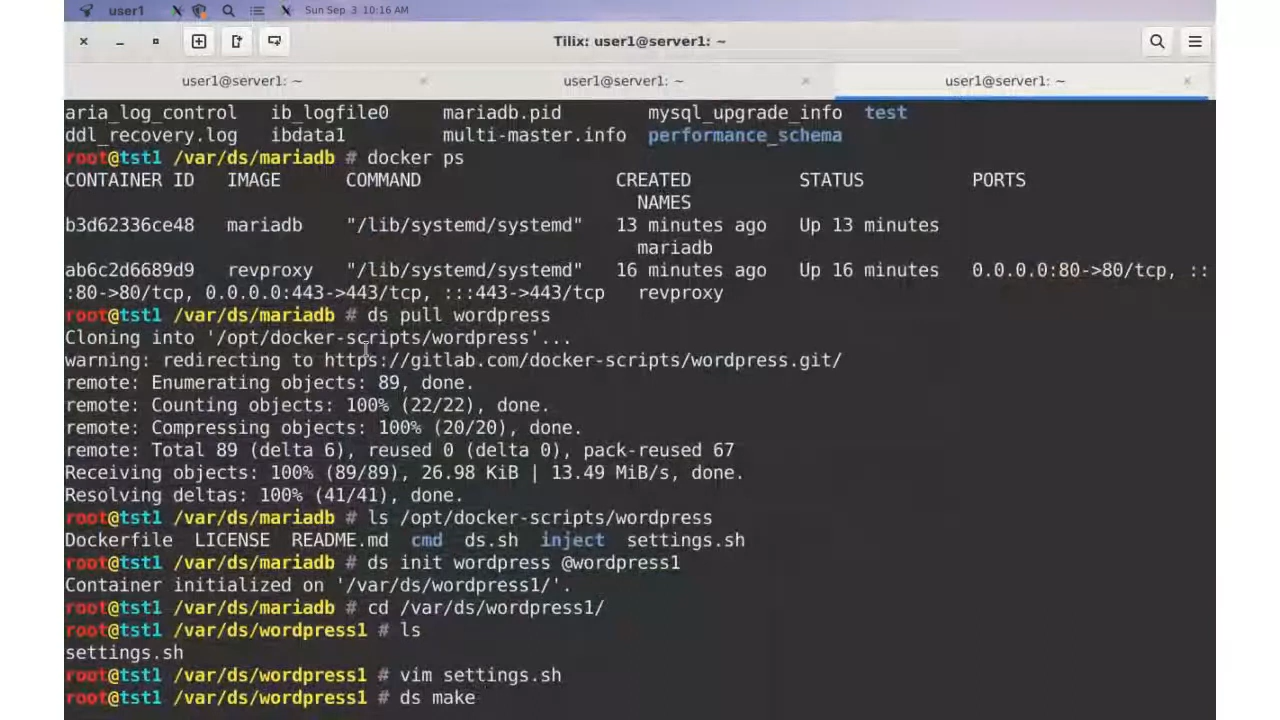 user1 Sun Sep 3 10:16 AM
Tilix: user1@server1: ~
user1@server1: ~ user1@server1: ~ user1@server1: ~
aria_log_control ib_logfile0 mariadb.pid mysql_upgrade_info test
ddl_recovery.log ibdata1 multi-master.info performance_schema
root@tst1 /var/ds/mariadb # docker ps
CONTAINER ID IMAGE COMMAND CREATED STATUS PORTS
NAMES
b3d62336ce48 mariadb "/lib/systemd/systemd" 13 minutes ago Up 13 minutes
mariadb
ab6c2d6689d9 revproxy "/lib/systemd/systemd" 16 minutes ago Up 16 minutes 0.0.0.0:80->80/tcp, ::
:80->80/tcp, 0.0.0.0:443->443/tcp, :::443->443/tcp revproxy
root@tst1 /var/ds/mariadb # ds pull wordpress
Cloning into '/opt/docker-scripts/wordpress'...
warning: redirecting to https://gitlab.com/docker-scripts/wordpress.git/
remote: Enumerating objects: 89, done.
remote: Counting objects: 100% (22/22), done.
remote: Compressing objects: 100% (20/20), done.
remote: Total 89 (delta 6), reused 0 (delta 0), pack-reused 67
Receiving objects: 100% (89/89), 26.98 KiB | 13.49 MiB/s, done.
Resolving deltas: 100% (41/41), done.
root@tst1 /var/ds/mariadb # ls /opt/docker-scripts/wordpress
Dockerfile LICENSE README.md cmd ds.sh inject settings.sh
root@tst1 /var/ds/mariadb # ds init wordpress @wordpress1
Container initialized on '/var/ds/wordpress1/'.
root@tst1 /var/ds/mariadb # cd /var/ds/wordpress1/
root@tst1 /var/ds/wordpress1 # ls
settings.sh
root@tst1 /var/ds/wordpress1 # vim settings.sh
root@tst1 /var/ds/wordpress1 # ds make